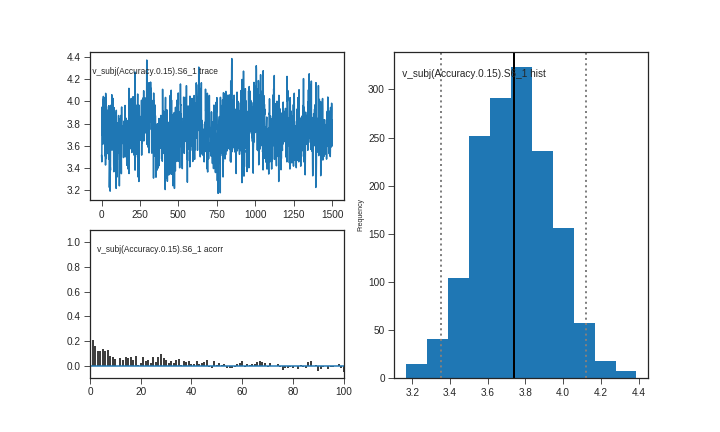 v_subj(Accuracy.0.15).S6_1 trace
4.4
4.2
4.0
3.8
3.6
3.4
3.2
0 250 500 750 1000 1250 1500
v_subj(Accuracy.0.15).S6_1 acorr
1.0
0.8
0.6
0.4
0.2
0.0
0 20 40 60 80 100
v_subj(Accuracy.0.15).S6_1 hist
Frequency
300
250
200
150
100
50
0
3.2 3.4 3.6 3.8 4.0 4.2 4.4